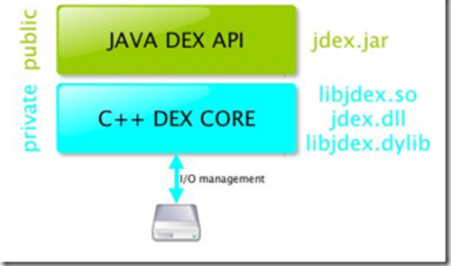 public
JAVA DEX API
jdex.jar
private
C++ DEX CORE
libjdex.so
jdex.dll
libjdex.dylib
I/O management